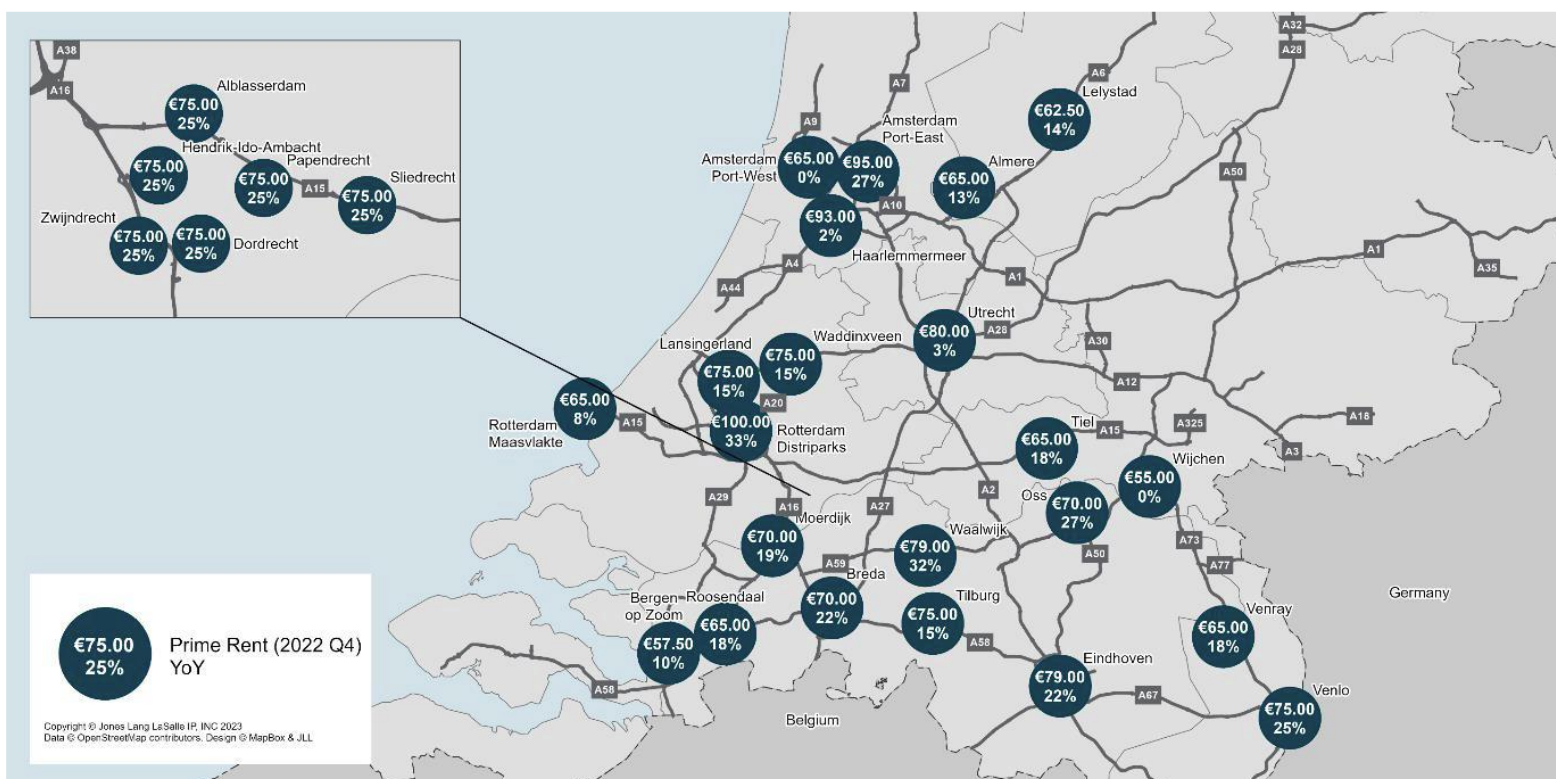 A38
A16
Alblasserdam
€75.00
25%
Hendrik-Ido-Ambacht
€75.00
25%
Papendrecht
€75.00
25%
A15
Sliedrecht
€75.00
25%
Zwijndrecht
€75.00
25%
€75.00
25%
Dordrecht
A32
A28
A7
A6
Lelystad
€62.50
14%
A9
Amsterdam
Port-East
Amsterdam
Port-West
€65.00
0%
€95.00
27%
Almere
€65.00
13%
A50
A10
€93.00
2%
Haarlemmermeer
A4
A44
A1
A1
A35
Utrecht
€80.00
3%
A28
A30
A12
Lansingerland
Waddinxveen
€75.00
15%
€75.00
15%
A20
€100.00
33%
Rotterdam
Distriparks
€65.00
8%
Rotterdam
Maasvlakte
A15
Tiel
€65.00
18%
A15
A325
A18
A3
Wijchen
€55.00
0%
Oss
€70.00
27%
A2
A29
A16
A27
Moerdijk
€70.00
19%
Waalwijk
€79.00
32%
A59
A50
A73
A77
Germany
Breda
€70.00
22%
Tilburg
€75.00
15%
A58
Bergen
op Zoom
€57.50
10%
Roosendaal
€65.00
18%
A58
Venray
€65.00
18%
Eindhoven
€79.00
22%
A67
Venlo
€75.00
25%
Belgium
€75.00
25%
Prime Rent (2022 Q4)
YoY
Copyright © Jones Lang LaSalle IP, INC 2023
Data © OpenStreetMap contributors. Design © MapBox & JLL